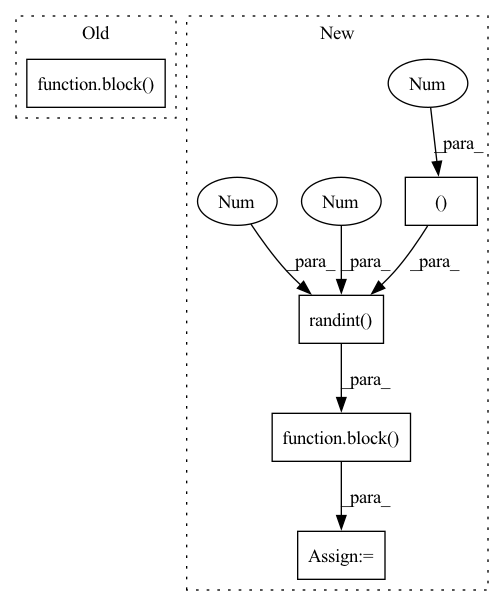 Old
New
function.block()
Num
_para_
Num
Num
()
_para_
_para_
_para_
randint()
_para_
function.block()
_para_
Assign:=